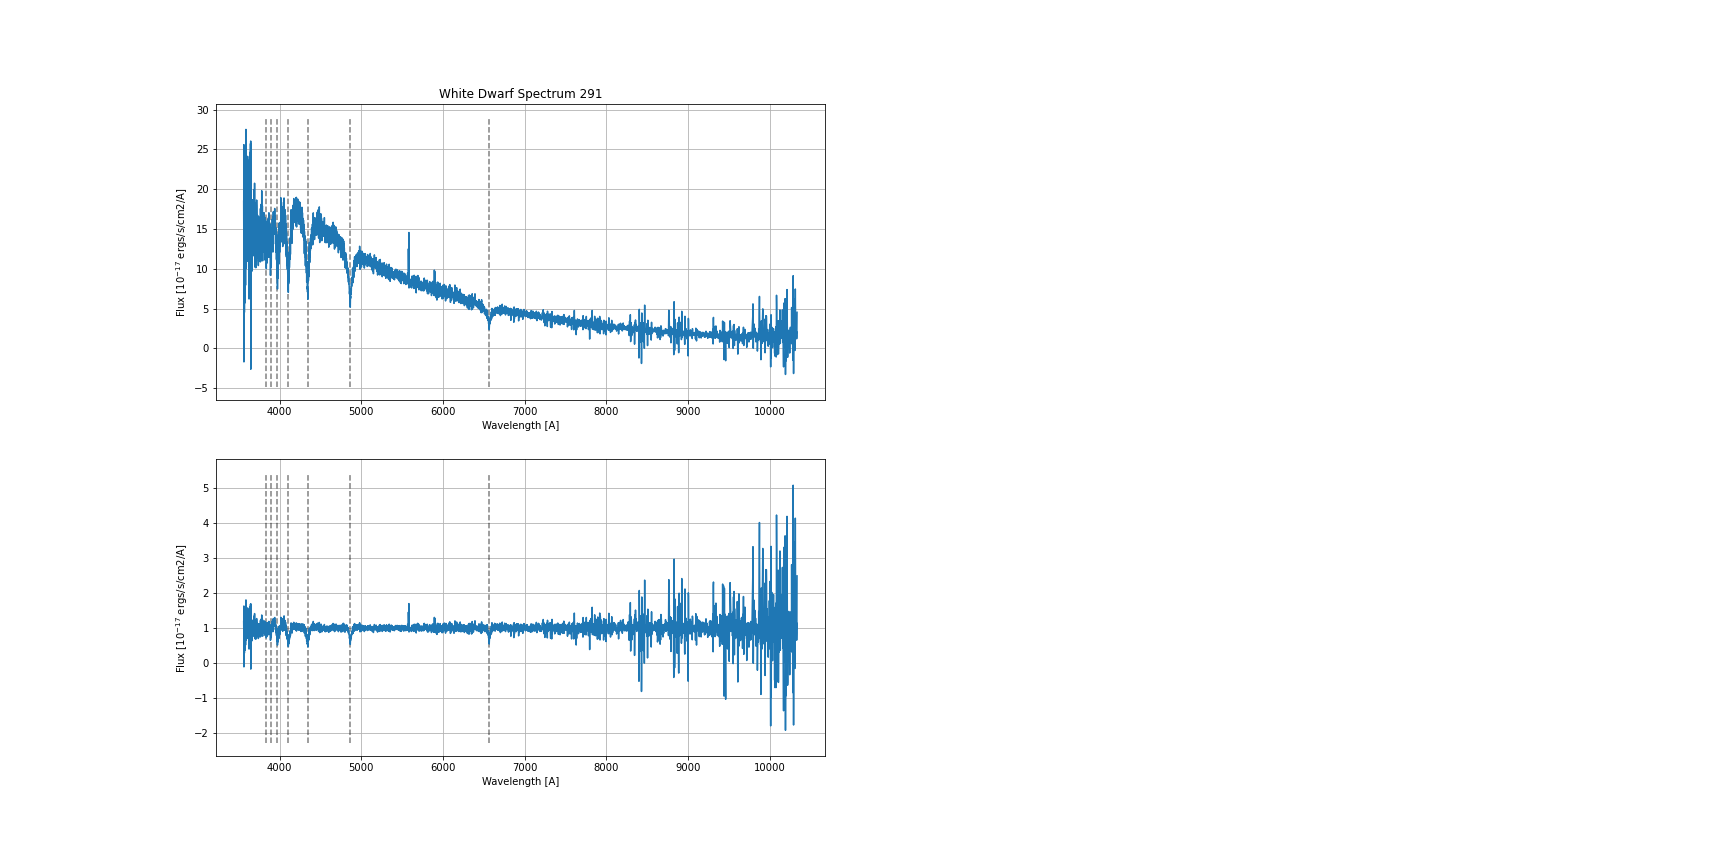 White Dwarf Spectrum 291
30
25
20
15
10
5
0
−5
Flux [10⁻¹⁷ ergs/s/cm2/A]
4000 5000 6000 7000 8000 9000 10000
Wavelength [A]
5
4
3
2
1
0
−1
−2
Flux [10⁻¹⁷ ergs/s/cm2/A]
4000 5000 6000 7000 8000 9000 10000
Wavelength [A]